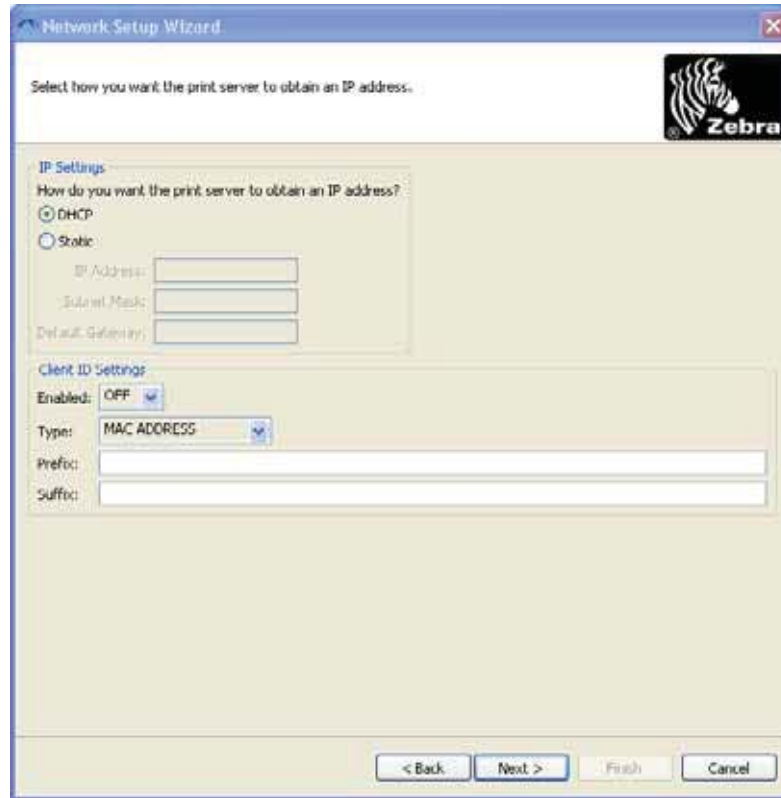 Network Setup Wizard
Select how you want the print server to obtain an IP address.
® Zebra
IP Settings
How do you want the print server to obtain an IP address?
DHCP
Static
IP Address:
Subnet Mask:
Default Gateway:
Client ID Settings
Enabled: OFF
Type: MAC ADDRESS
Prefix:
Suffix:
< Back Next > Finish Cancel